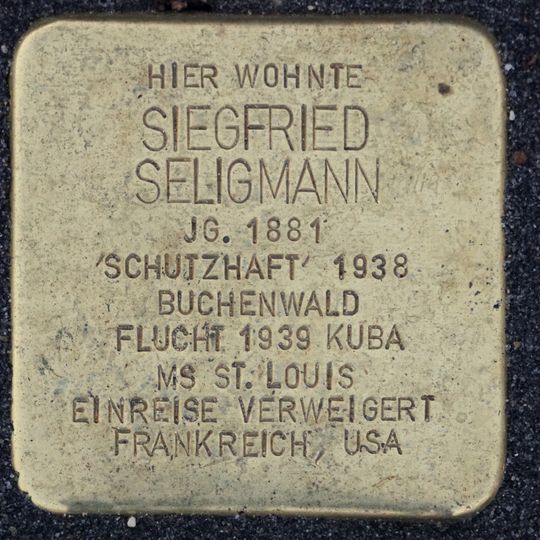 HIER WOHNTE
SIEGFRIED
SELIGMANN
JG. 1881
'SCHUTZHAFT' 1938
BUCHENWALD
FLUCHT 1939 KUBA
MS ST. LOUIS
EINREISE VERWEIGERT
FRANKREICH, USA